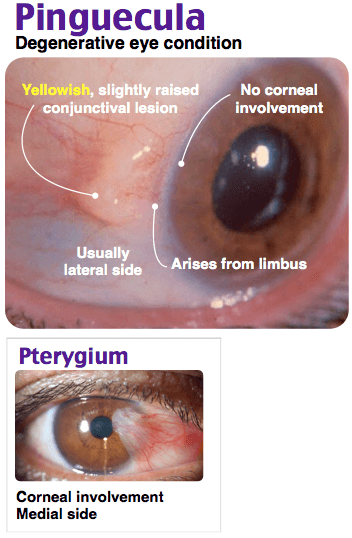 Pinguecula
Degenerative eye condition
Yellowish, slightly raised
conjunctival lesion
No corneal
involvement
Usually
lateral side
Arises from limbus
Pterygium
Corneal involvement
Medial side